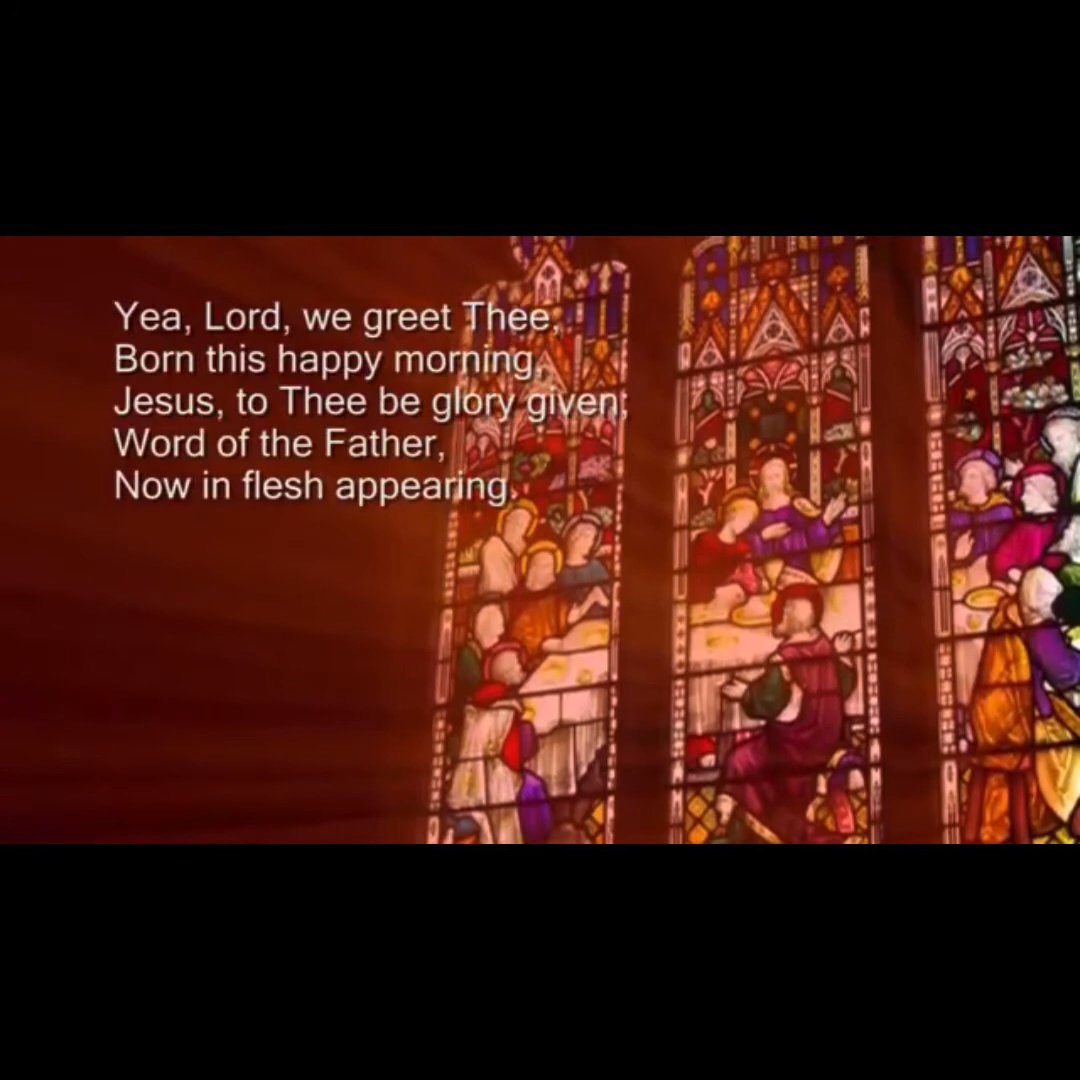 Yea, Lord, we greet Thee,
Born this happy morning,
Jesus, to Thee be glory given;
Word of the Father,
Now in flesh appearing.